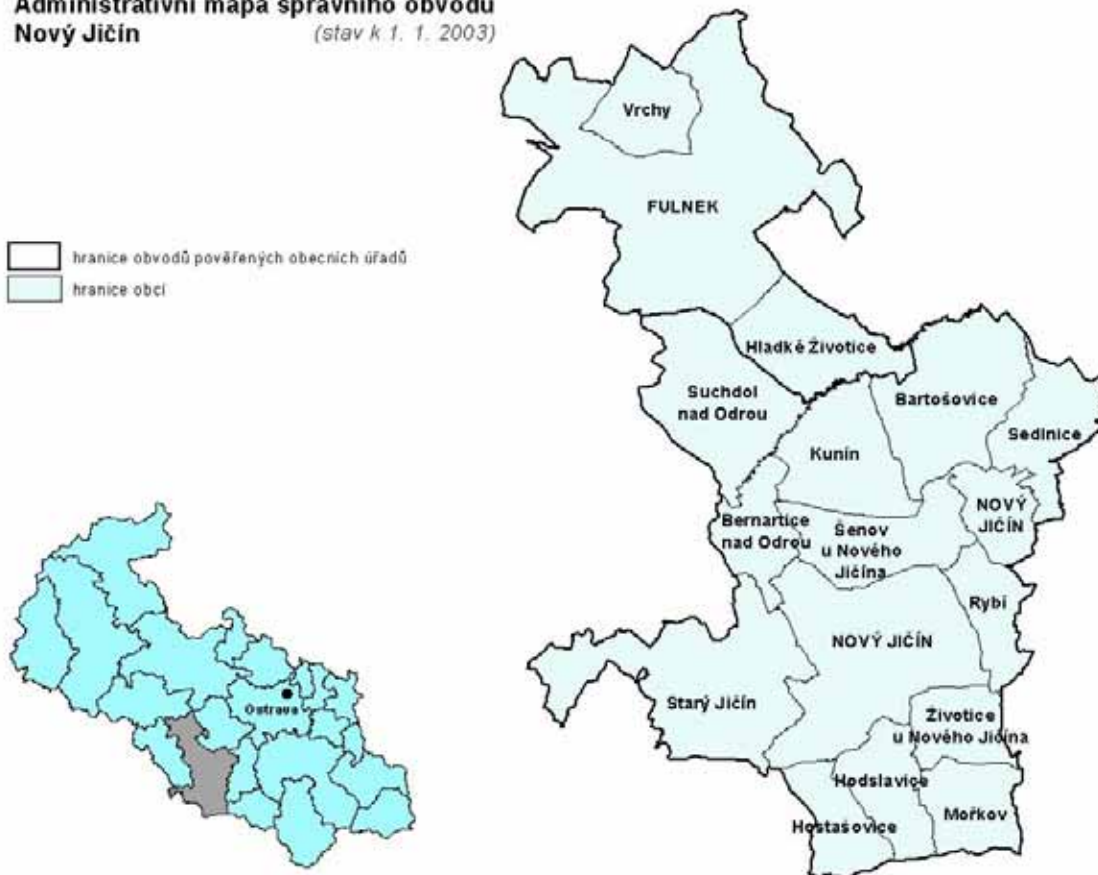 Administrativní mapa správního obvodu
Nový Jičín
(stav k 1. 1. 2003)
hranice obvodů pověřených obecních úřadů
hranice obcí
Vrchy
FULNEK
Hladké Životice
Suchdol
nad Odrou
Bartošovice
Sedlnice
Kunín
NOVÝ
JIČÍN
Bernartice
nad Odrou
Šenov
u Nového
Jičína
Rybí
NOVÝ JIČÍN
Starý Jičín
Životice
u Nového Jičína
Hodslavice
Mořkov
Hostašovice
Ostrava